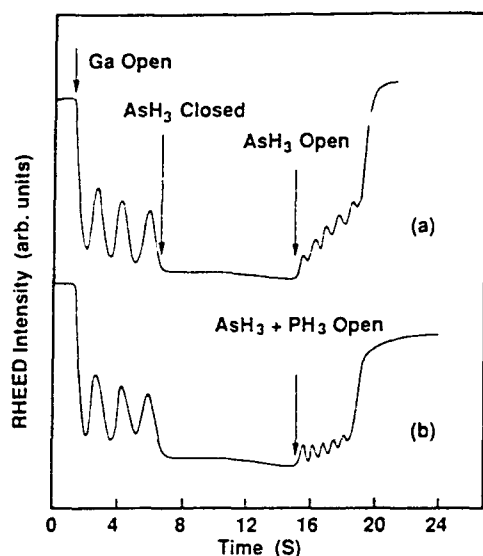 Ga Open
AsH₃ Closed
AsH₃ Open
(a)
AsH₃ + PH₃ Open
(b)
RHEED Intensity (arb. units)
0 4 8 12 16 20 24
Time (S)